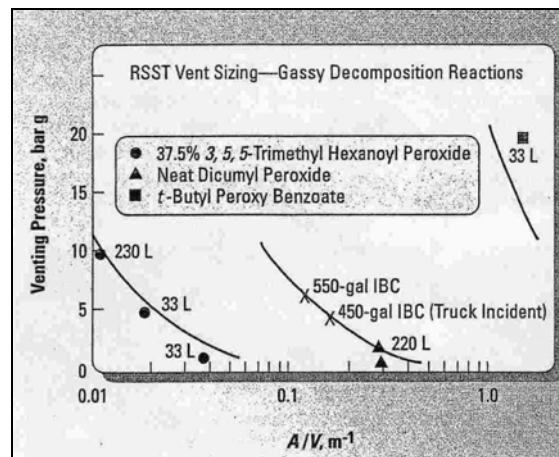 RSST Vent Sizing—Gassy Decomposition Reactions
37.5% 3, 5, 5-Trimethyl Hexanoyl Peroxide
Neat Dicumyl Peroxide
t-Butyl Peroxy Benzoate
Venting Pressure, bar g
20
15
10
5
0
33 L
230 L
33 L
33 L
550-gal IBC
450-gal IBC (Truck Incident)
220 L
0.01
0.1
1.0
A/V, m⁻¹